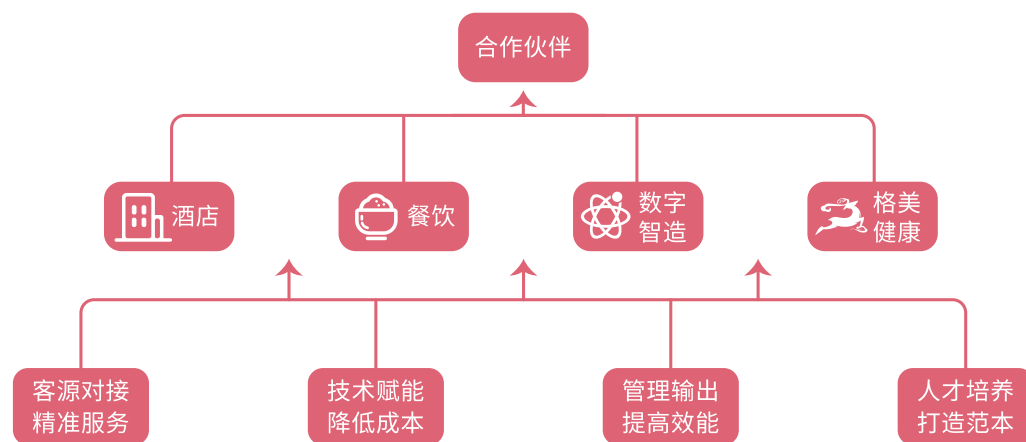 合作伙伴
酒店
餐饮
数字
智造
格美
健康
客源对接
精准服务
技术赋能
降低成本
管理输出
提高效能
人才培养
打造范本